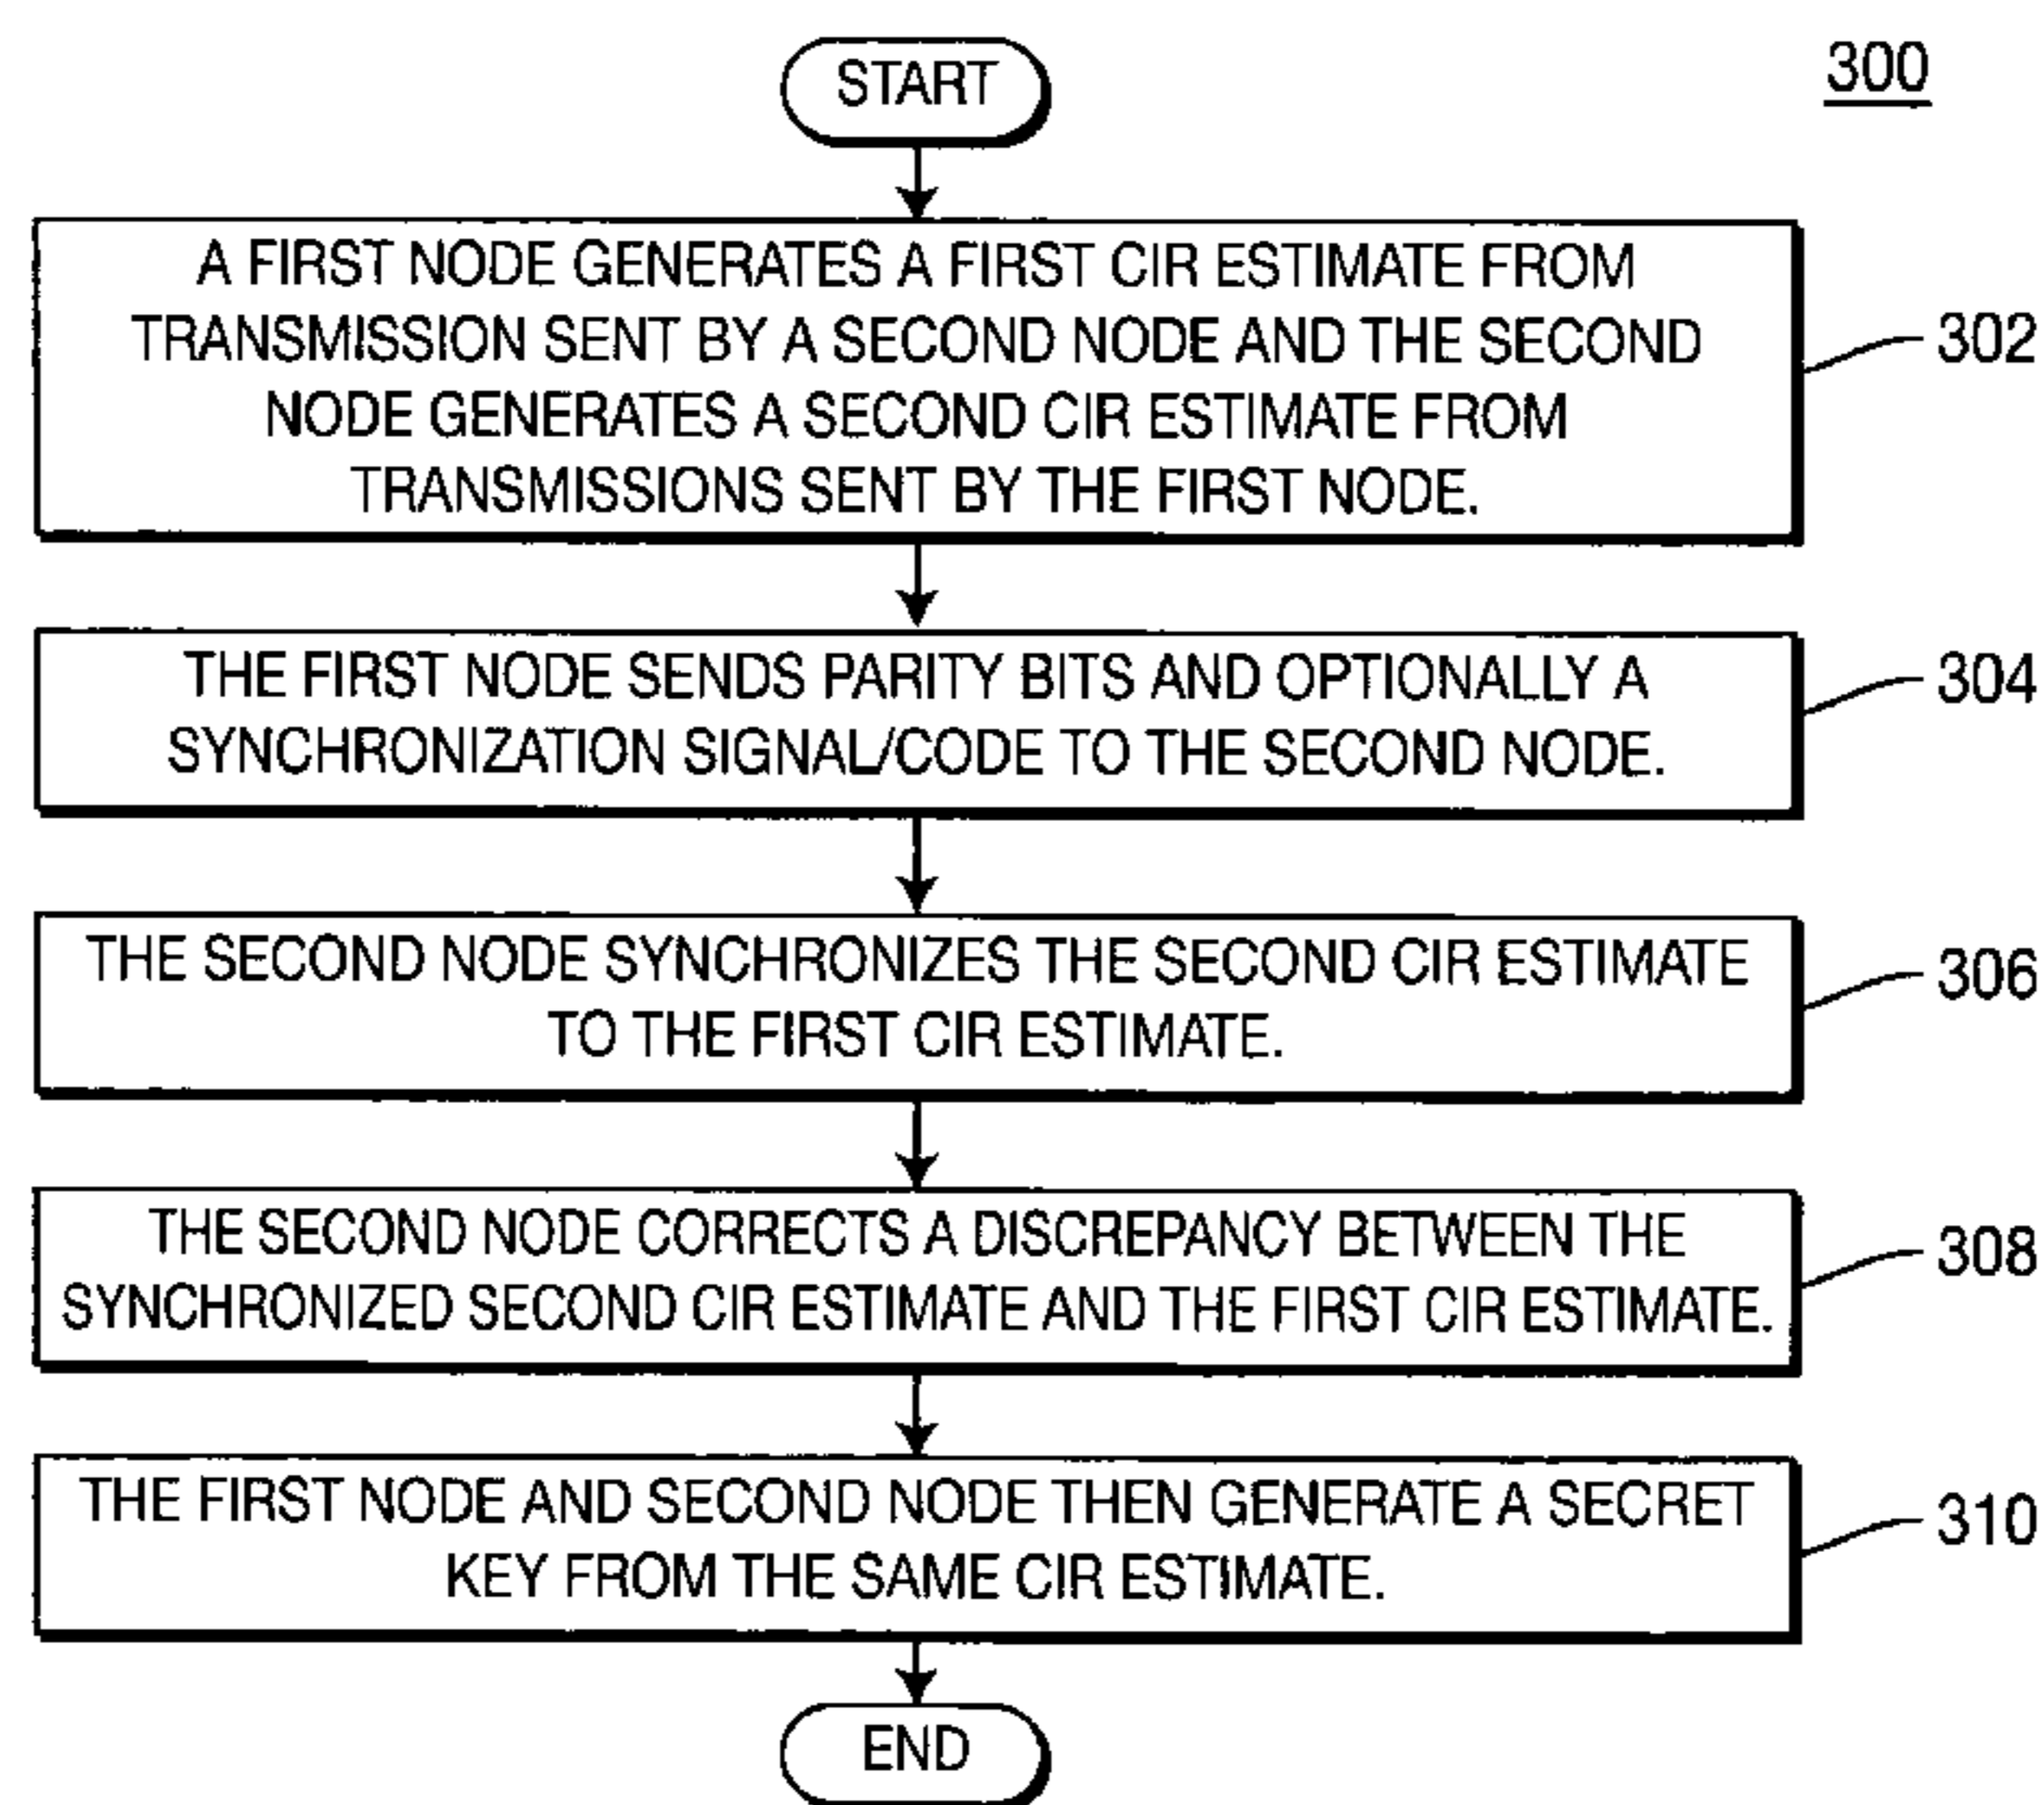 START
300
A FIRST NODE GENERATES A FIRST CIR ESTIMATE FROM
TRANSMISSION SENT BY A SECOND NODE AND THE SECOND
NODE GENERATES A SECOND CIR ESTIMATE FROM
TRANSMISSIONS SENT BY THE FIRST NODE.
302
THE FIRST NODE SENDS PARITY BITS AND OPTIONALLY A
SYNCHRONIZATION SIGNAL/CODE TO THE SECOND NODE.
304
THE SECOND NODE SYNCHRONIZES THE SECOND CIR ESTIMATE
TO THE FIRST CIR ESTIMATE.
306
THE SECOND NODE CORRECTS A DISCREPANCY BETWEEN THE
SYNCHRONIZED SECOND CIR ESTIMATE AND THE FIRST CIR ESTIMATE.
308
THE FIRST NODE AND SECOND NODE THEN GENERATE A SECRET
KEY FROM THE SAME CIR ESTIMATE.
310
END